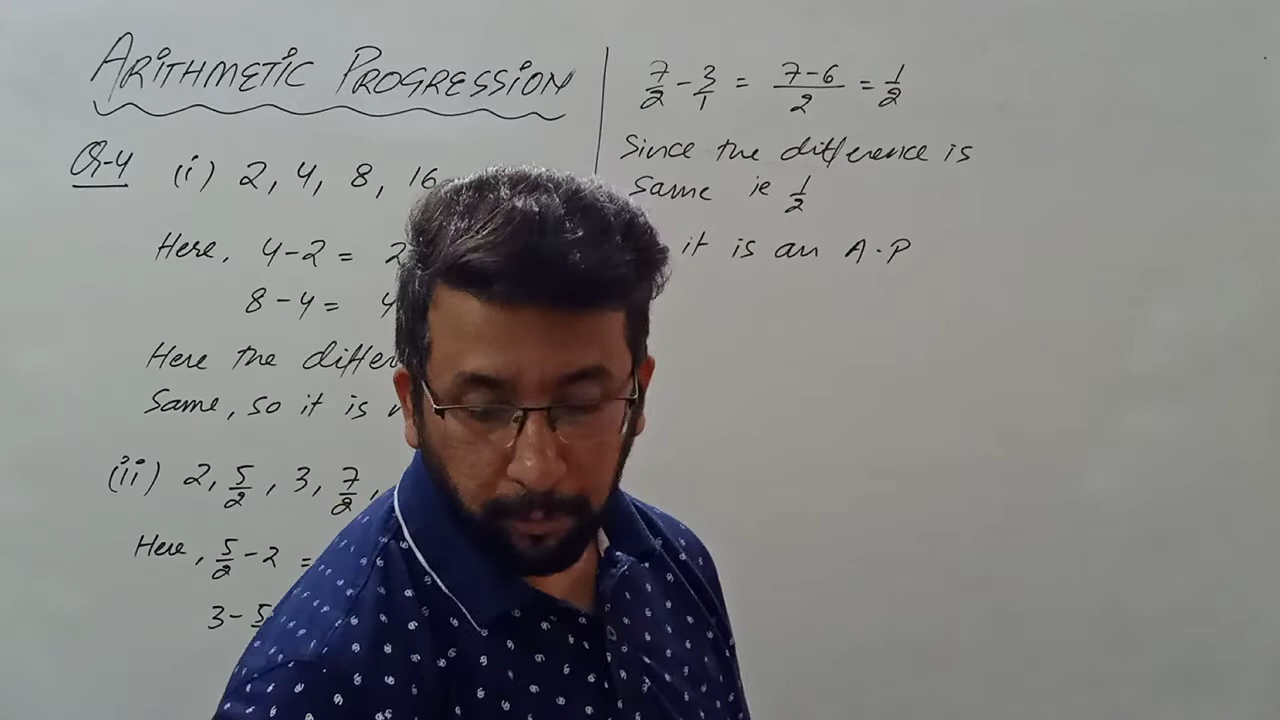 ARITHMETIC PROGRESSION
Q-4 (i) 2, 4, 8, 16
Here, 4-2 = 2
8-4 = 4
Here the
Same, so it is
(ii) 2, 5/2, 3, 7/2,
Here, 5/2 - 2 =
3 -
7/2 - 3/1 = 7-6/2 = 1/2
Since the difference is
Same ie 1/2
it is an A.P